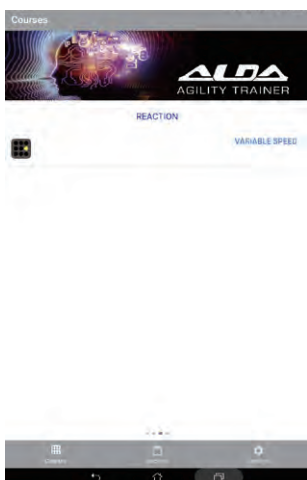 Courses
ALDA
AGILITY TRAINER
REACTION
VARIABLE SPEED